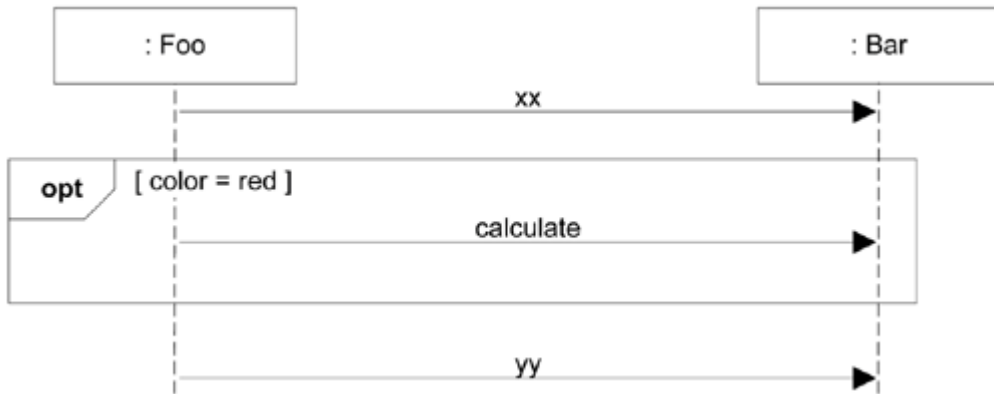 : Foo
: Bar
xx
opt
[ color = red ]
calculate
yy